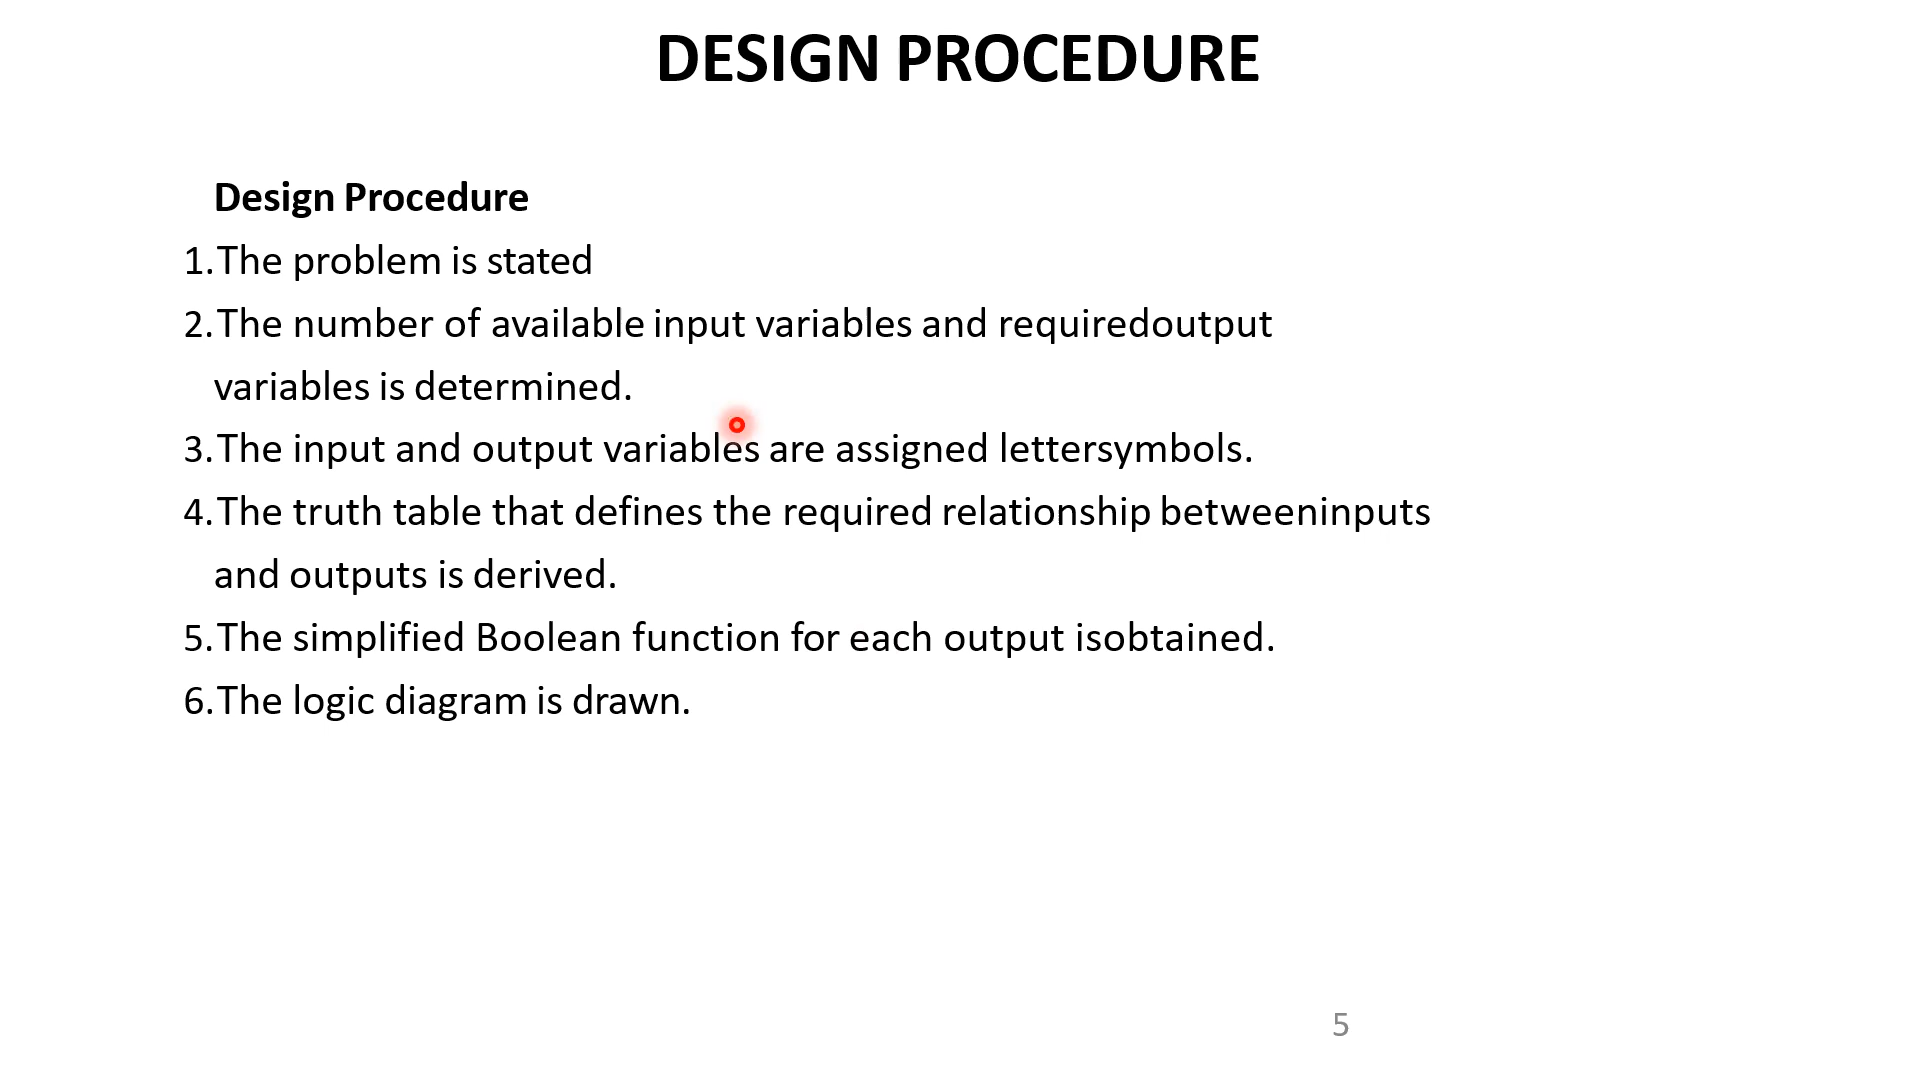 DESIGN PROCEDURE
Design Procedure
1.The problem is stated
2.The number of available input variables and requiredoutput
variables is determined.
3.The input and output variables are assigned lettersymbols.
4.The truth table that defines the required relationship betweeninputs
and outputs is derived.
5.The simplified Boolean function for each output isobtained.
6.The logic diagram is drawn.
5